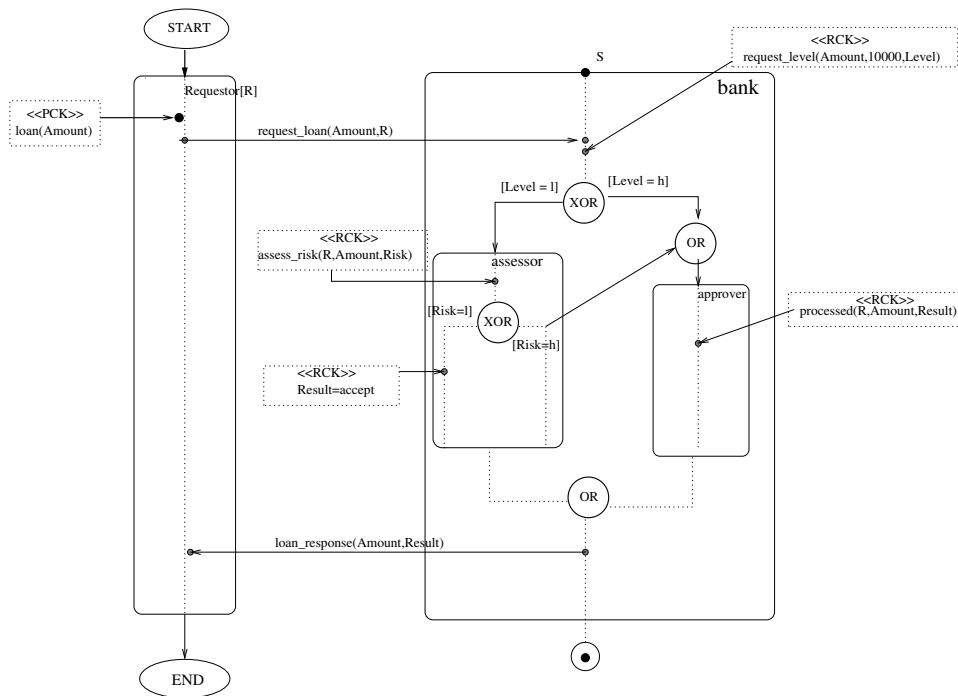 START
<<RCK>>
request_level(Amount,10000,Level)
S
bank
Requestor[R]
<<PCK>>
loan(Amount)
request_loan(Amount,R)
[Level = l]
[Level = h]
XOR
<<RCK>>
assess_risk(R,Amount,Risk)
OR
assessor
approver
<<RCK>>
processed(R,Amount,Result)
[Risk=l]
XOR
[Risk=h]
<<RCK>>
Result=accept
OR
loan_response(Amount,Result)
END